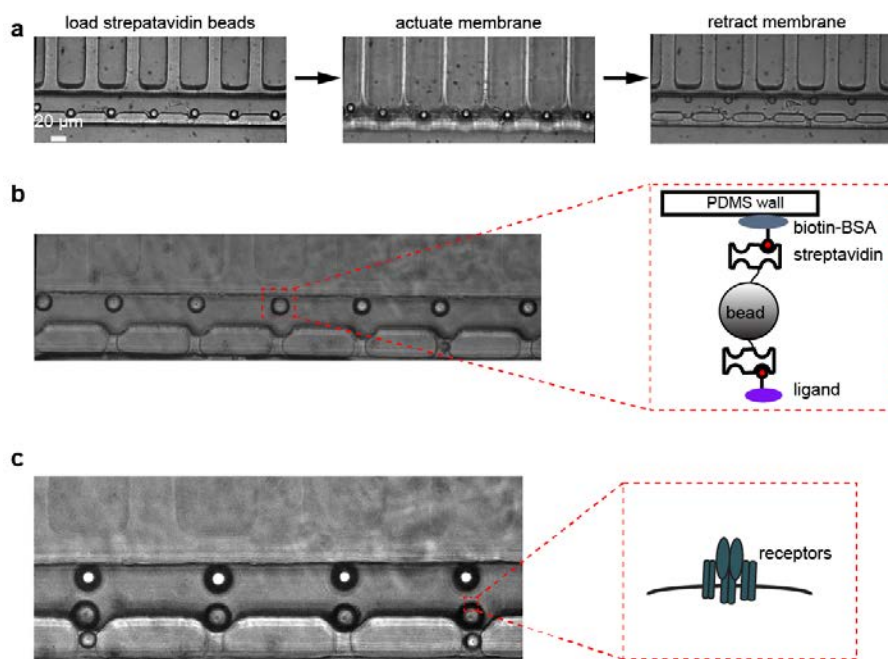 load strepatavidin beads
actuate membrane
retract membrane
a
20 µm
b
PDMS wall
biotin-BSA
streptavidin
bead
ligand
c
receptors